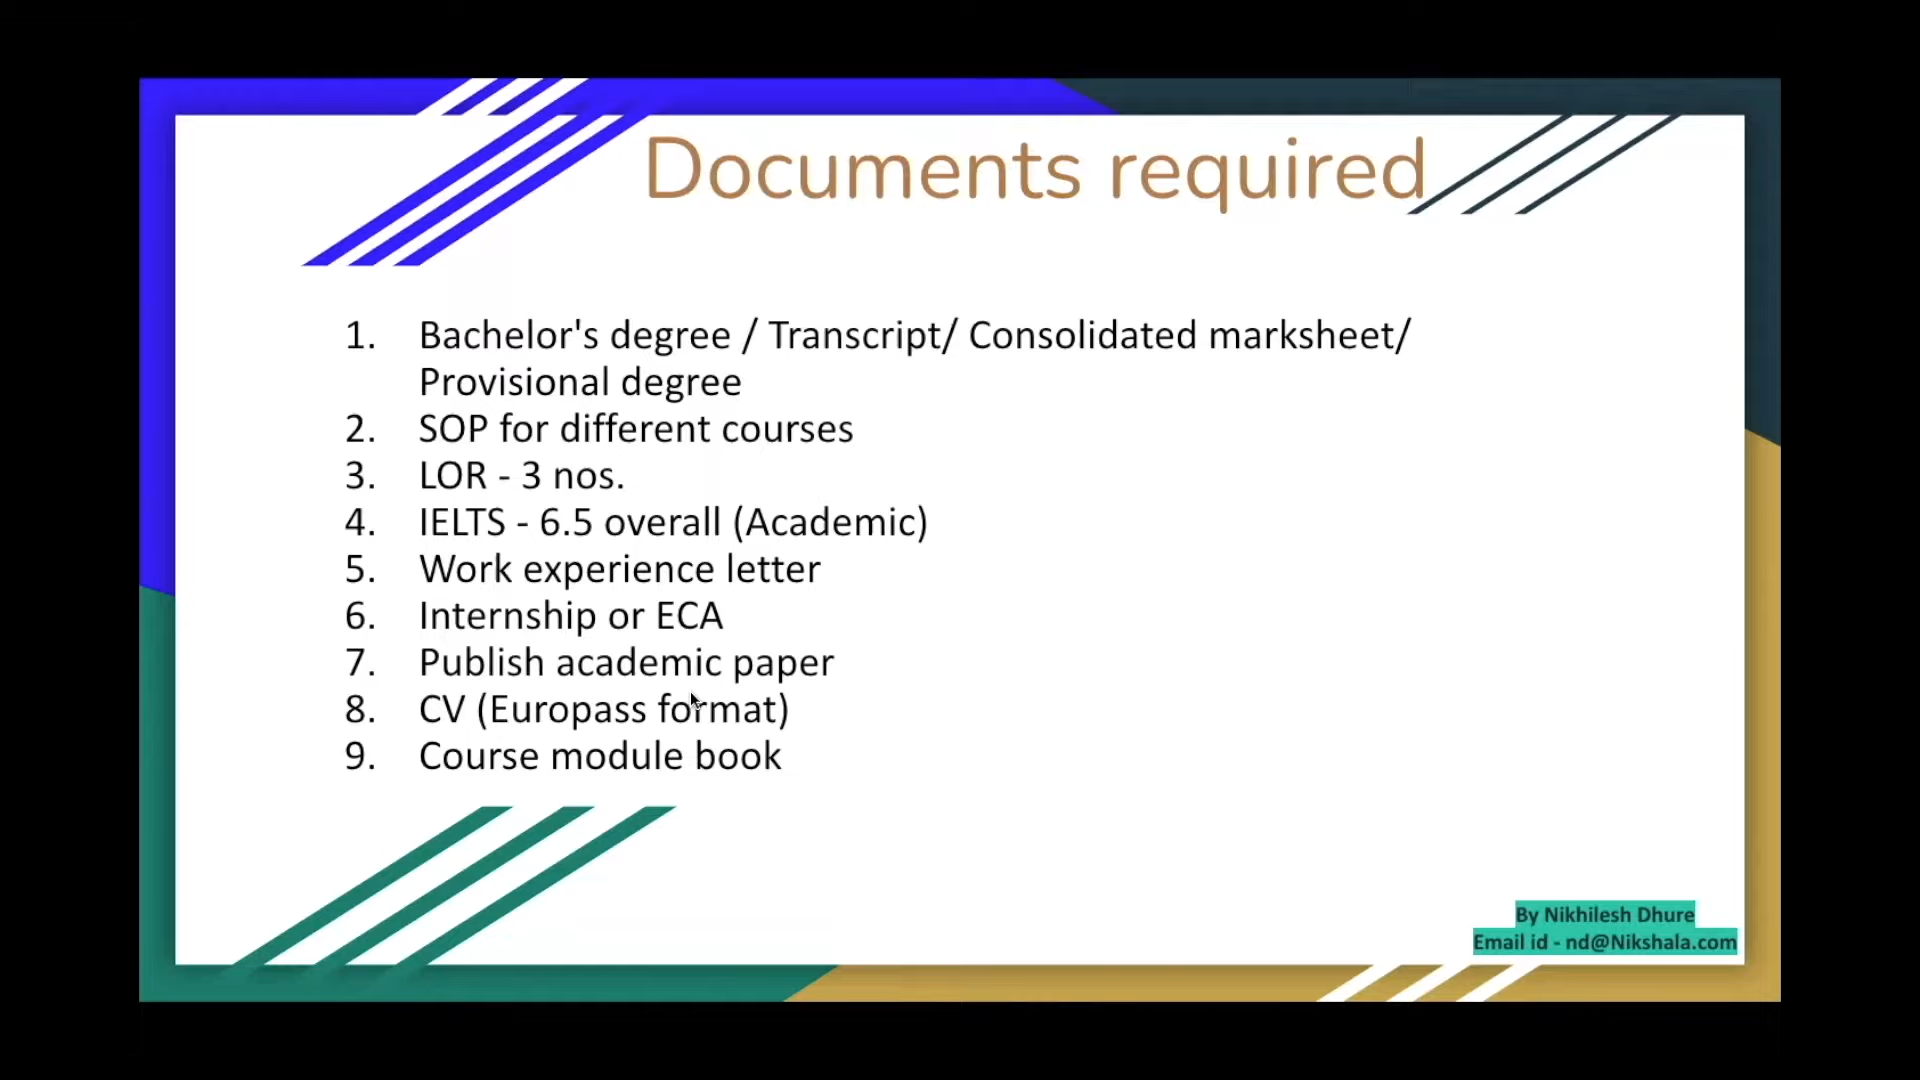 Documents required
1. Bachelor's degree / Transcript/ Consolidated marksheet/
Provisional degree
2. SOP for different courses
3. LOR - 3 nos.
4. IELTS - 6.5 overall (Academic)
5. Work experience letter
6. Internship or ECA
7. Publish academic paper
8. CV (Europass format)
9. Course module book
By Nikhilesh Dhure
Email id - nd@Nikshala.com